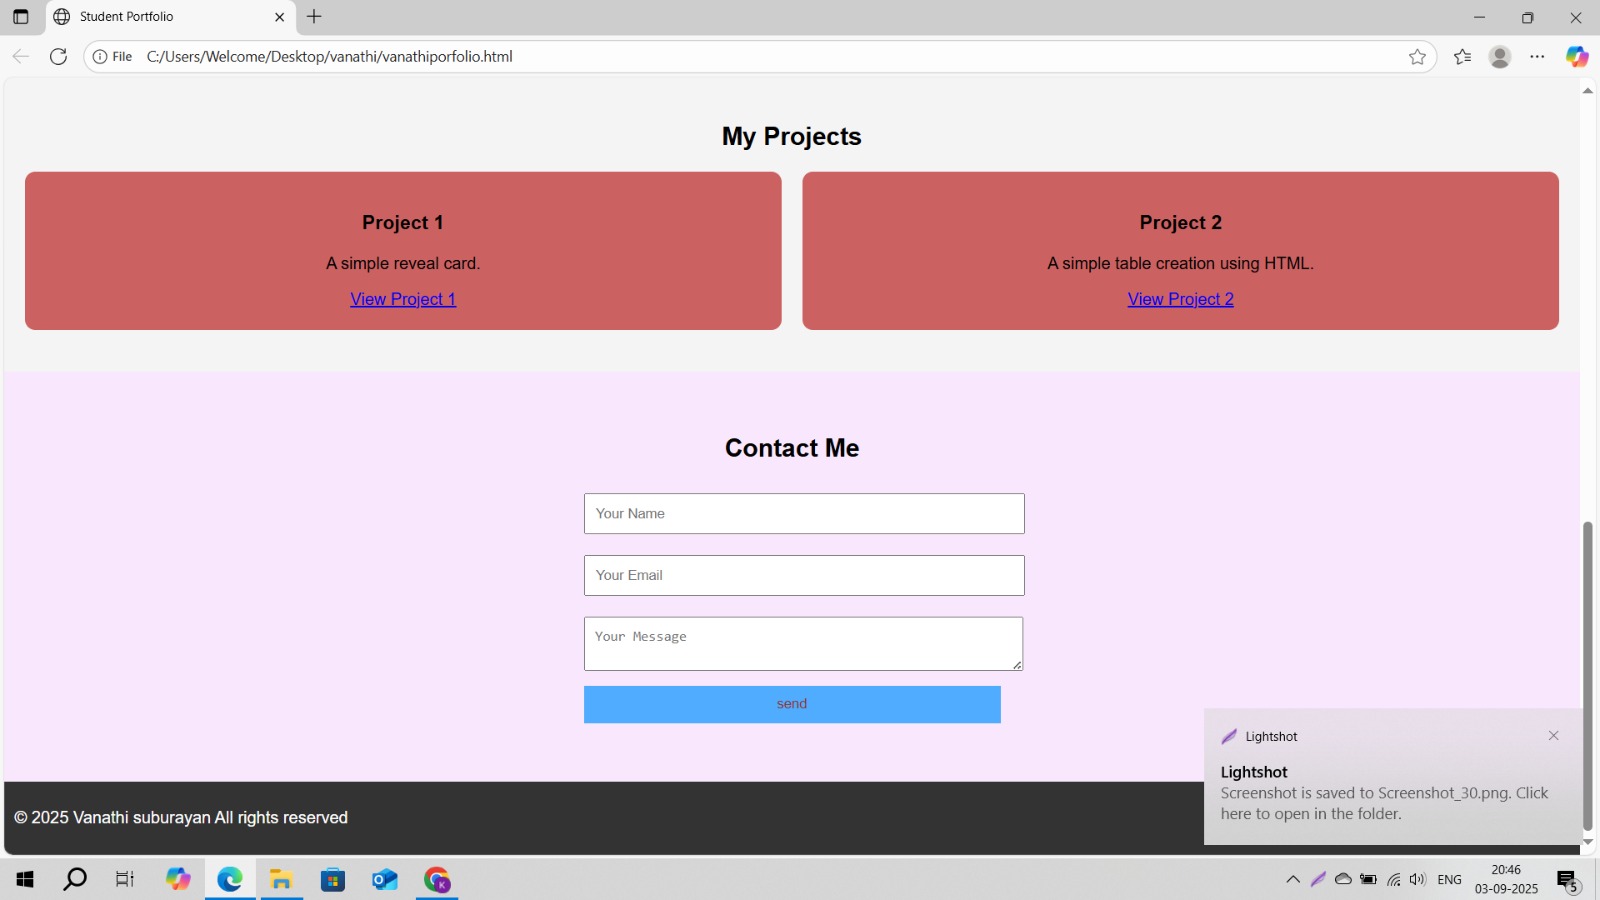 Student Portfolio
File C:/Users/Welcome/Desktop/vanathi/vanathiporfolio.html
My Projects
Project 1
A simple reveal card.
View Project 1
Project 2
A simple table creation using HTML.
View Project 2
Contact Me
Your Name
Your Email
Your Message
send
Lightshot
Lightshot
Screenshot is saved to Screenshot_30.png. Click
here to open in the folder.
© 2025 Vanathi suburayan All rights reserved
K
ENG
20:46
03-09-2025
5